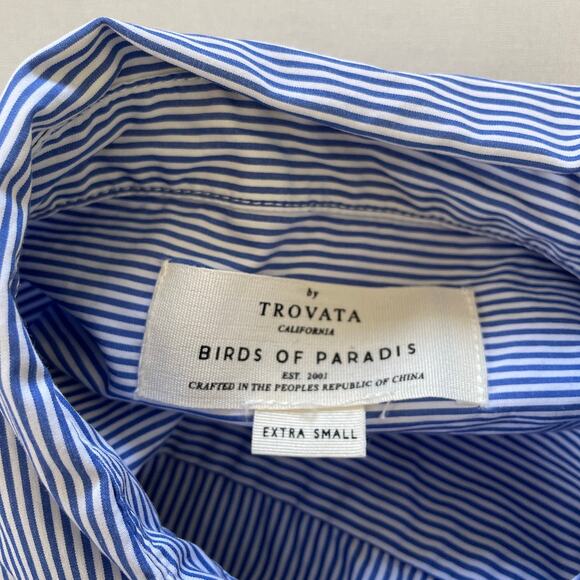 by
TROVATA
CALIFORNIA
BIRDS OF PARADIS
EST. 2001
CRAFTED IN THE PEOPLES REPUBLIC OF CHINA
EXTRA SMALL